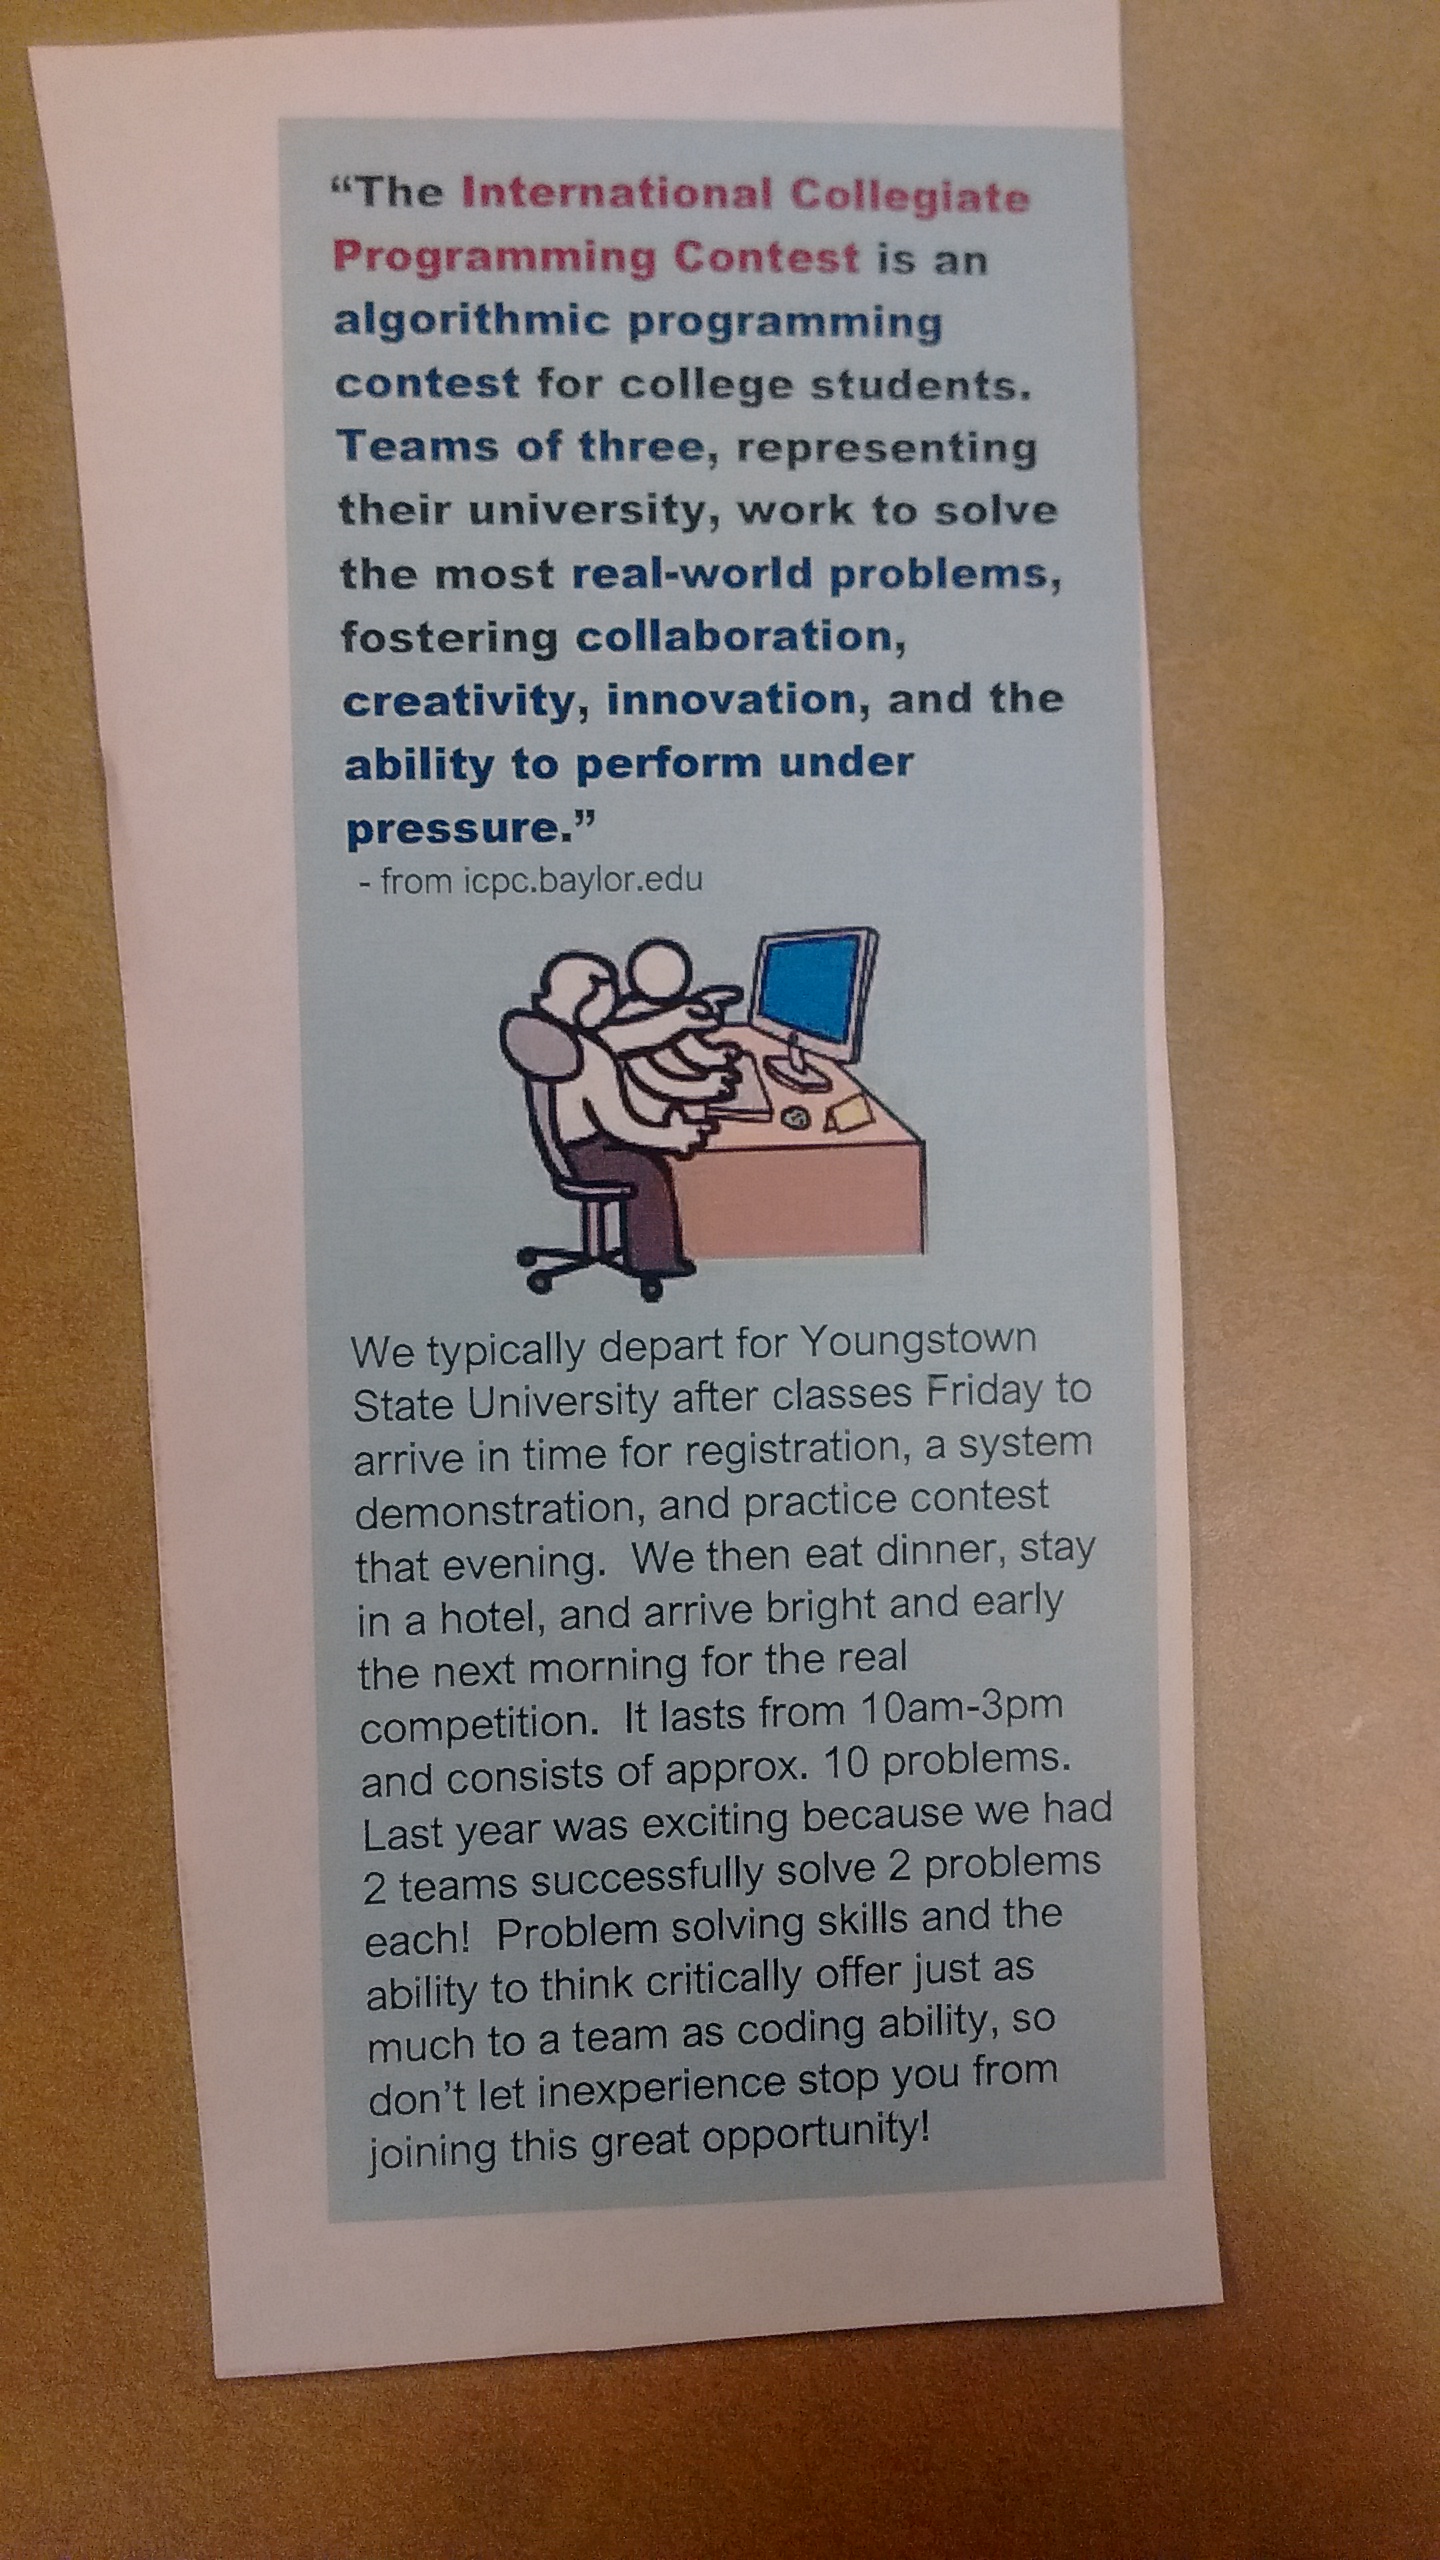 “The International Collegiate
Programming Contest is an
algorithmic programming
contest for college students.
Teams of three, representing
their university, work to solve
the most real-world problems,
fostering collaboration,
creativity, innovation, and the
ability to perform under
pressure.”
- from icpc.baylor.edu
We typically depart for Youngstown
State University after classes Friday to
arrive in time for registration, a system
demonstration, and practice contest
that evening.  We then eat dinner, stay
in a hotel, and arrive bright and early
the next morning for the real
competition.  It lasts from 10am-3pm
and consists of approx. 10 problems.
Last year was exciting because we had
2 teams successfully solve 2 problems
each!  Problem solving skills and the
ability to think critically offer just as
much to a team as coding ability, so
don’t let inexperience stop you from
joining this great opportunity!